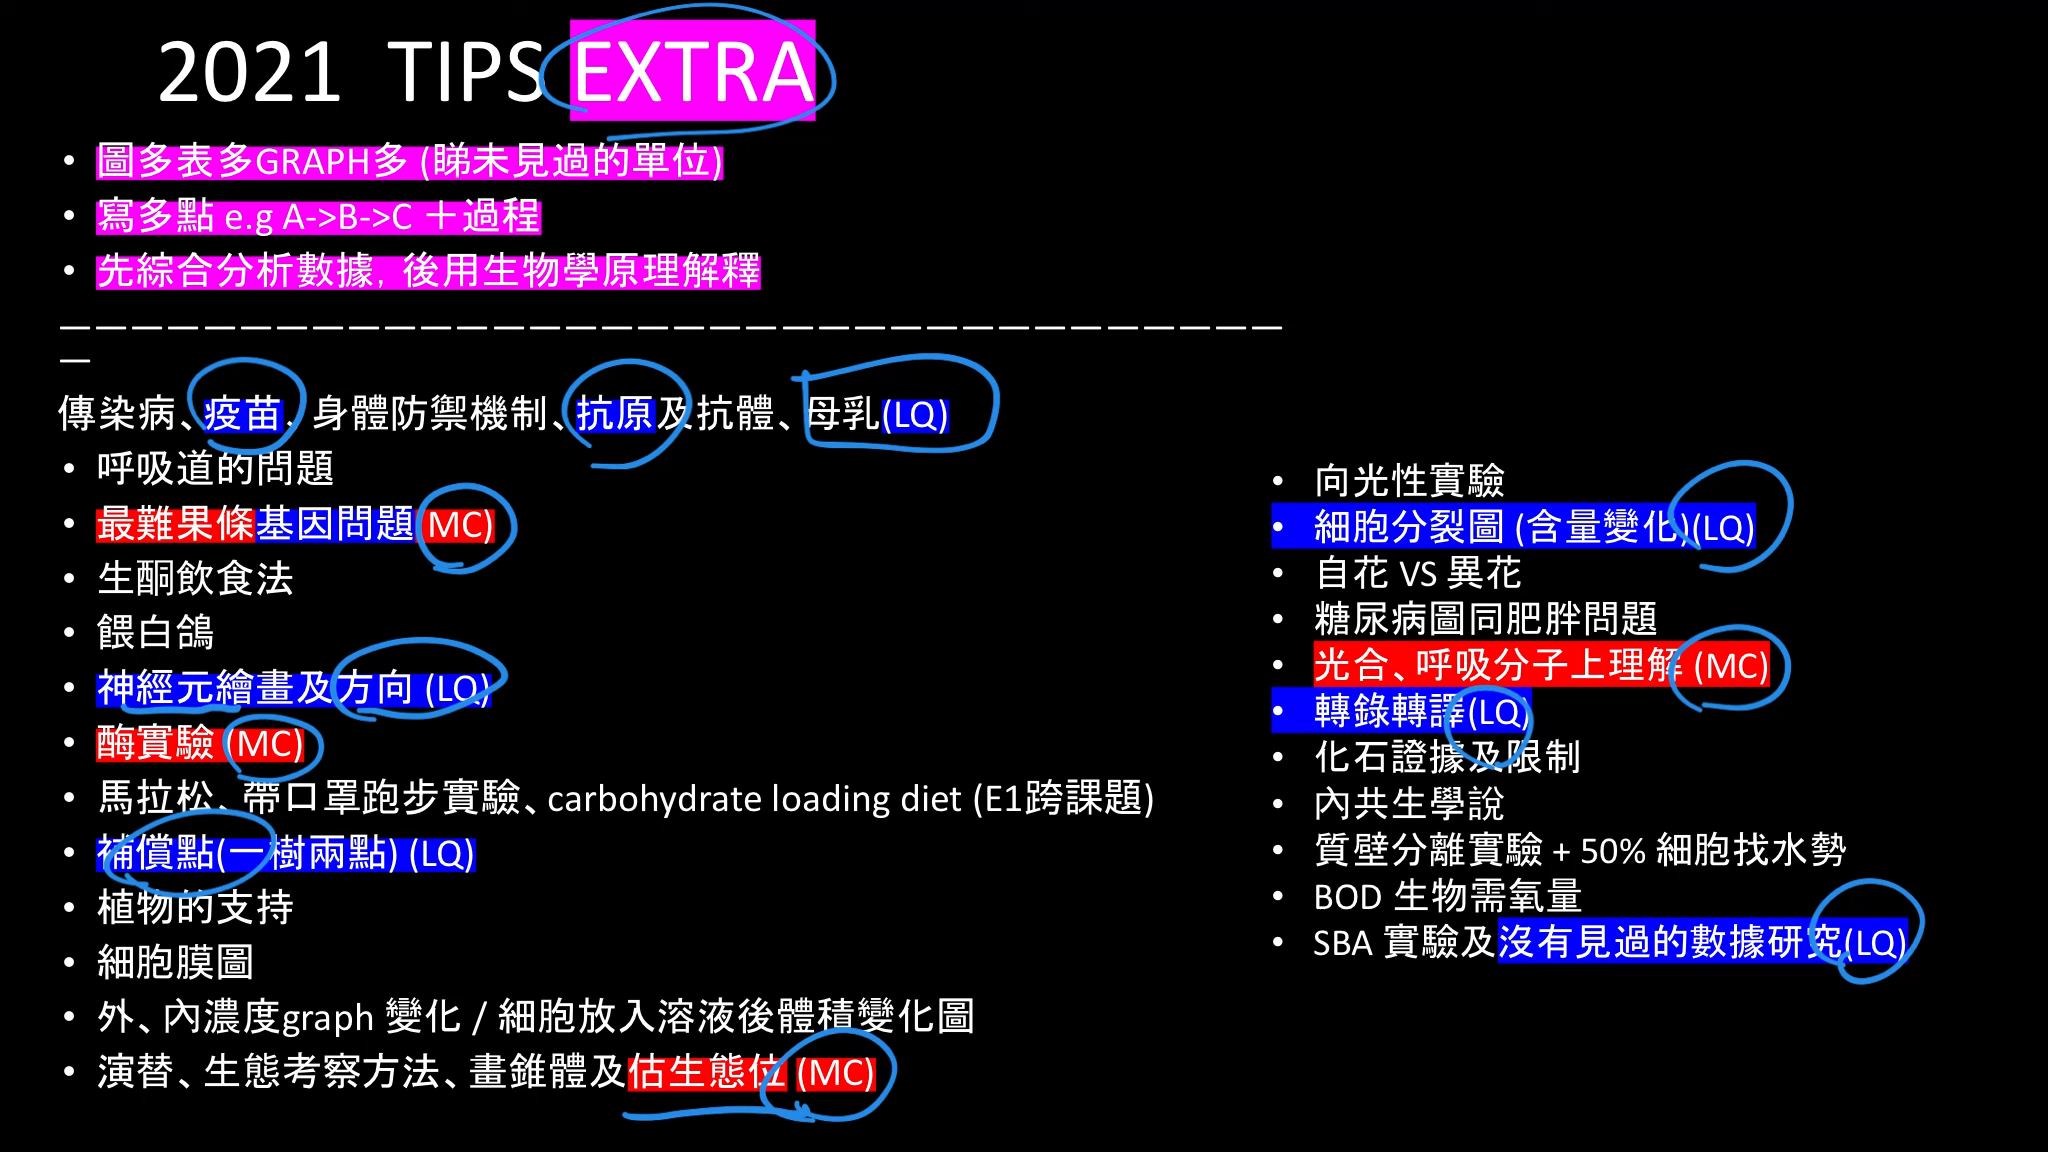 2021 TIPS EXTRA
• 圖多表多GRAPH多 (睇未見過的單位)
• 寫多點 e.g A->B->C ＋過程
• 先綜合分析數據，後用生物學原理解釋
———————————————————————————————————
傳染病、疫苗、身體防禦機制、抗原及抗體、母乳(LQ)
• 呼吸道的問題
• 最難果條基因問題(MC)
• 生酮飲食法
• 餵白鴿
• 神經元繪畫及方向 (LQ)
• 酶實驗 (MC)
• 馬拉松、帶口罩跑步實驗、carbohydrate loading diet (E1跨課題)
• 補償點(一樹兩點) (LQ)
• 植物的支持
• 細胞膜圖
• 外、內濃度graph 變化 / 細胞放入溶液後體積變化圖
• 演替、生態考察方法、畫錐體及估生態位 (MC)
• 向光性實驗
• 細胞分裂圖 (含量變化)(LQ)
• 自花 VS 異花
• 糖尿病圖同肥胖問題
• 光合、呼吸分子上理解 (MC)
• 轉錄轉譯(LQ)
• 化石證據及限制
• 內共生學說
• 質壁分離實驗 + 50% 細胞找水勢
• BOD 生物需氧量
• SBA 實驗及沒有見過的數據研究(LQ)